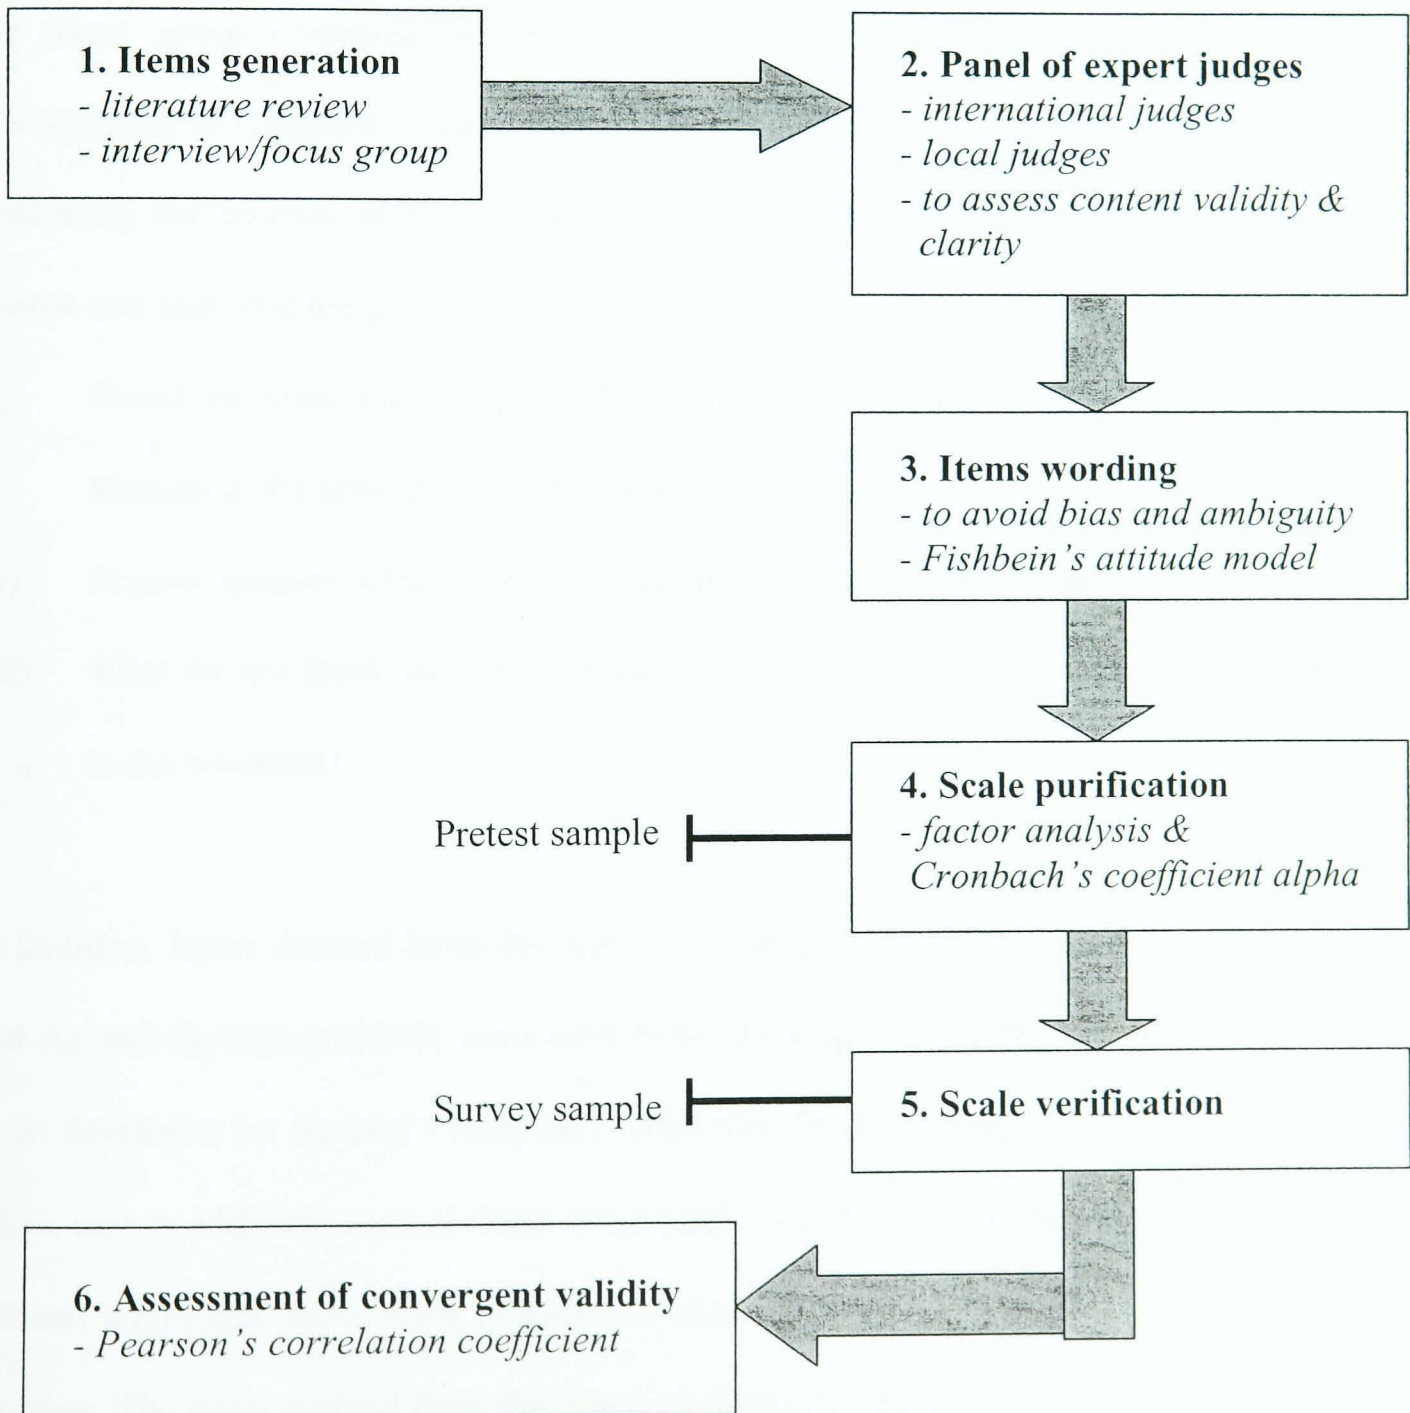 1. Items generation
- literature review
- interview/focus group
2. Panel of expert judges
- international judges
- local judges
- to assess content validity &
clarity
3. Items wording
- to avoid bias and ambiguity
- Fishbein's attitude model
4. Scale purification
- factor analysis &
Cronbach's coefficient alpha
Pretest sample
5. Scale verification
Survey sample
6. Assessment of convergent validity
- Pearson's correlation coefficient